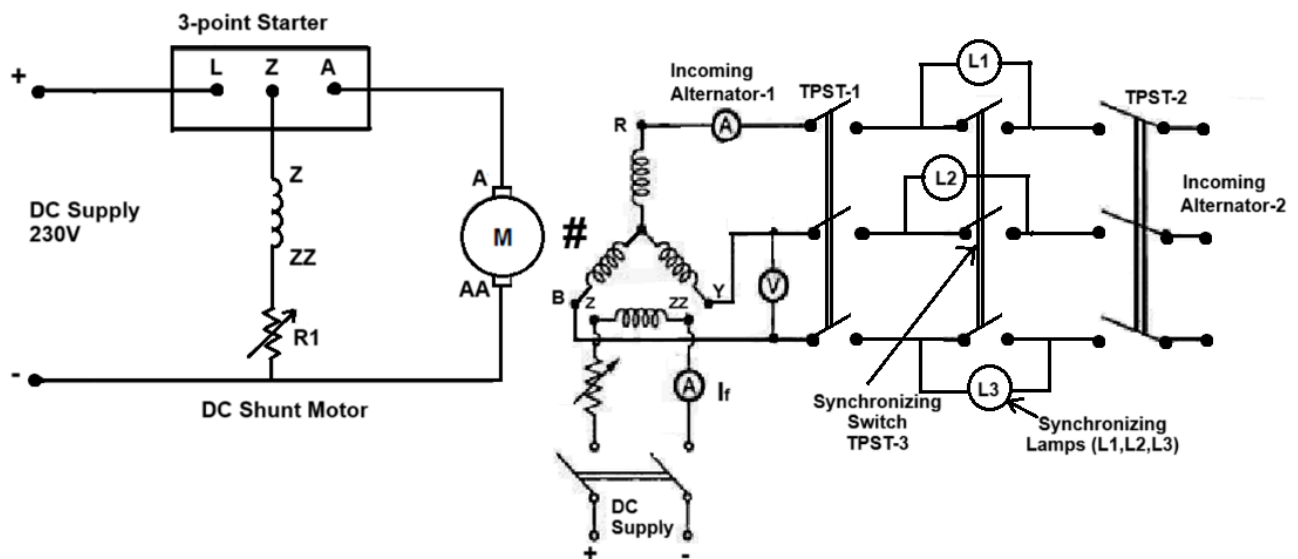 3-point Starter
L Z A
+
DC Supply
230V
-
Z
ZZ
R1
A
M
AA
DC Shunt Motor
#
Incoming
Alternator-1
R
A
B
Y
Z
ZZ
V
A
If
DC
Supply
+ -
TPST-1
L1
L2
L3
TPST-2
Incoming
Alternator-2
Synchronizing
Switch
TPST-3
Synchronizing
Lamps (L1,L2,L3)